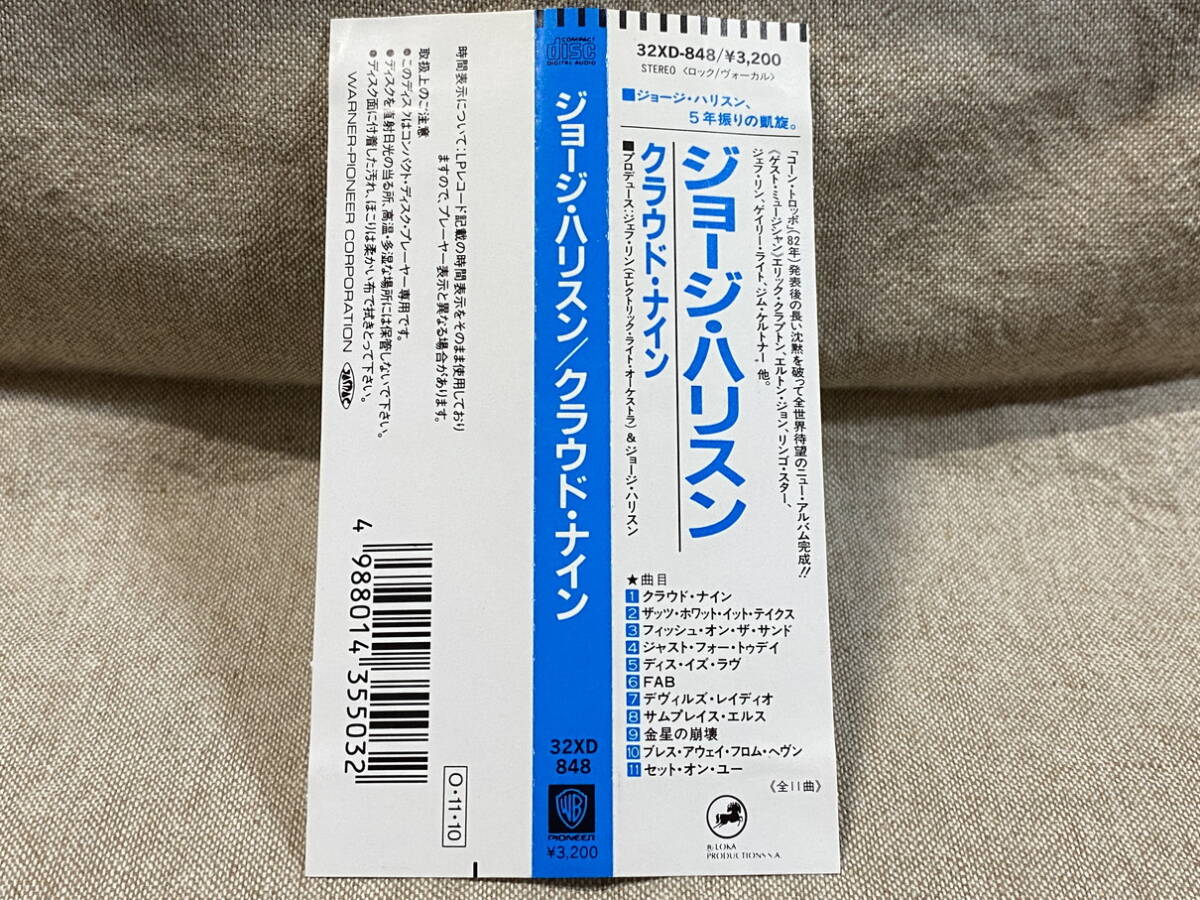 32XD-848/¥3,200
STEREO〈ロック/ヴォーカル〉
■ジョージ・ハリスン、
5年振りの凱旋。
「コーン・トロッポ」(82年)発表後の長い沈黙を破って全世界待望のニュー・アルバム完成!!
《ゲスト・ミュージシャン》エリック・クラプトン、エルトン・ジョン、リンゴ・スター、
ジェフ・リン、ゲイリー・ライト、ジム・ケルトナー 他。
ジョージ・ハリスン
クラウド・ナイン
■プロデュース:ジェフ・リン(エレクトリック・ライト・オーケストラ)&ジョージ・ハリスン
★曲目
1 クラウド・ナイン
2 ザッツ・ホワット・イット・テイクス
3 フィッシュ・オン・ザ・サンド
4 ジャスト・フォー・トゥデイ
5 ディス・イズ・ラヴ
6 FAB
7 デヴィルズ・レイディオ
8 サムプレイス・エルス
9 金星の崩壊
10 ブレス・アウェイ・フロム・ヘヴン
11 セット・オン・ユー
《全11曲》
LOKA
PRODUCTIONS S.A.
COMPACT
disc
DIGITAL AUDIO
ジョージ・ハリスン/クラウド・ナイン
32XD
848
WB
PIONEER
¥3,200
時間表示について:LPレコード記載の時間表示をそのまま使用しており
ますので、プレーヤー表示と異なる場合があります。
取扱上のご注意
●このディスクはコンパクト・ディスク・プレーヤー専用です。
●ディスクを直射日光の当る所、高温・多湿な場所には保管しないで下さい。
●ディスク面に付着した汚れ、ほこりは柔かい布で拭きとって下さい。
WARNER-PIONEER CORPORATION
4 988014 355032
O・11・10